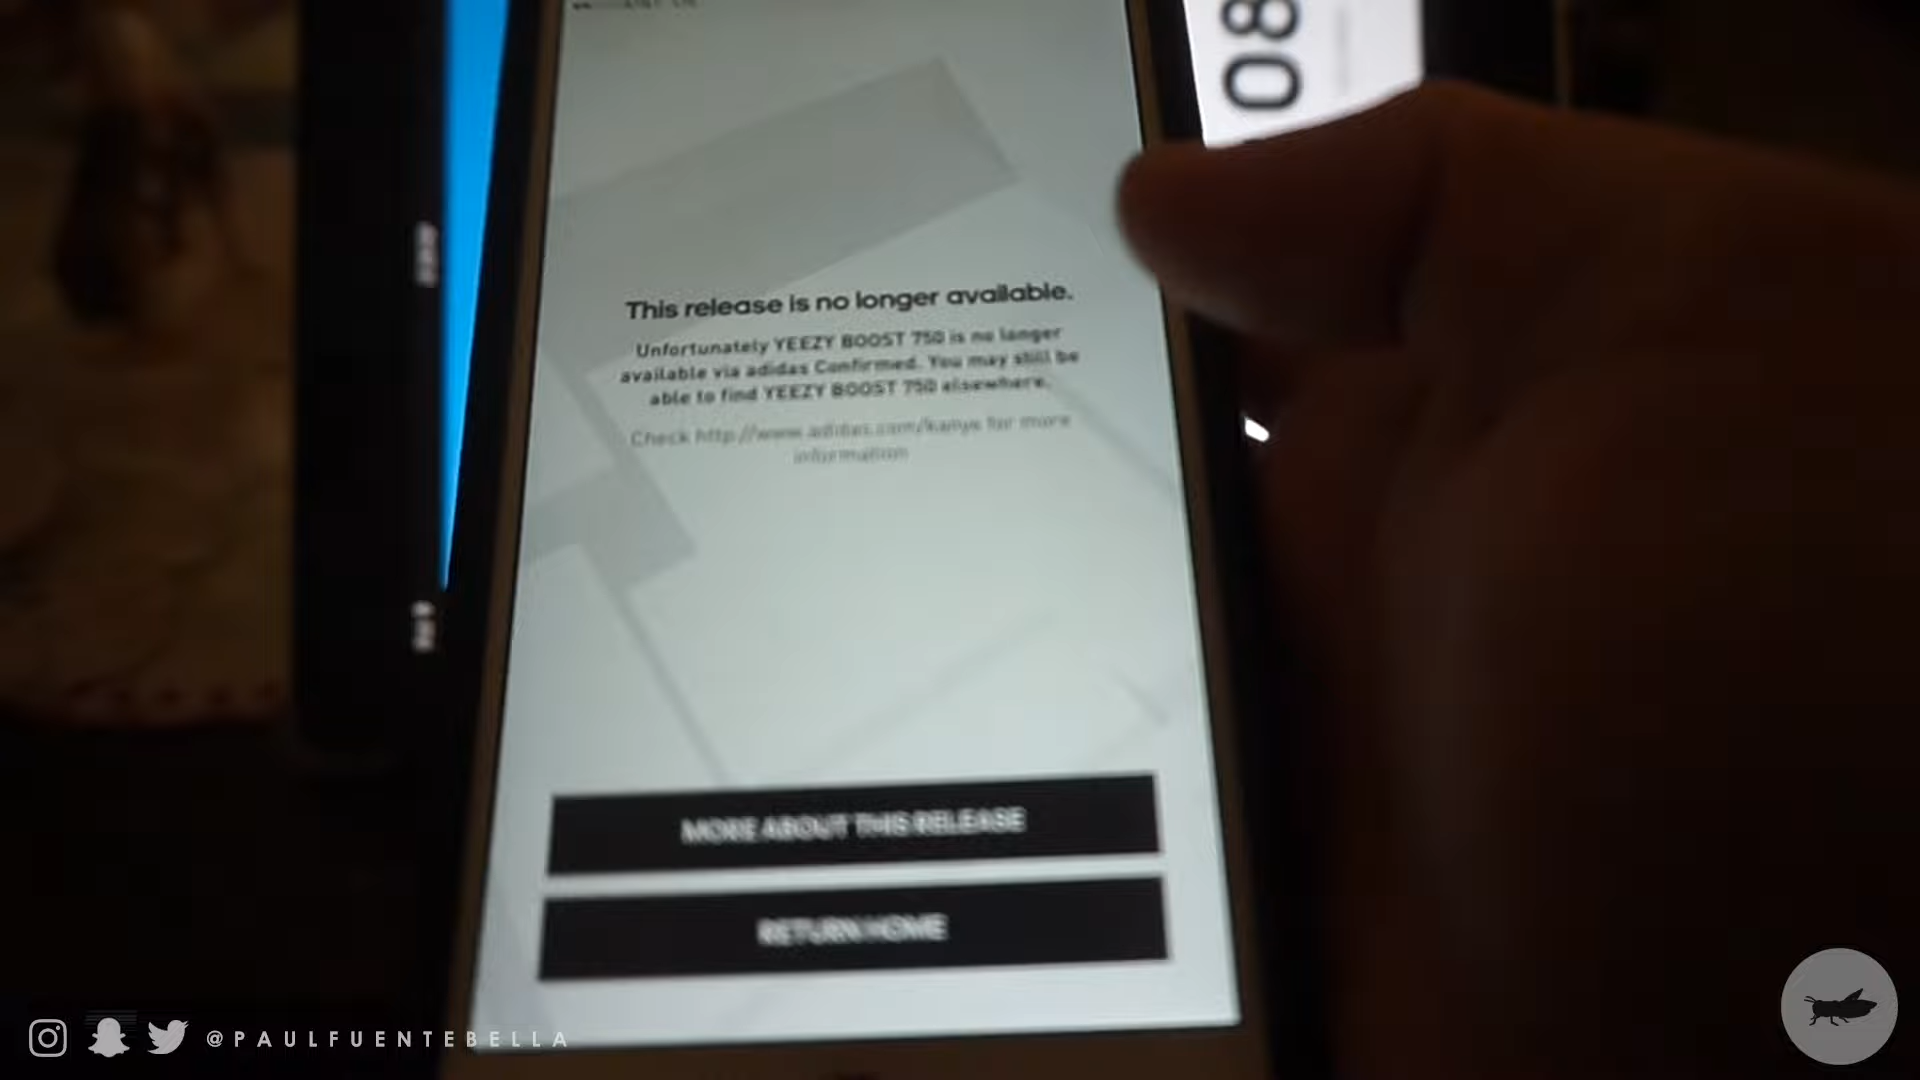 08
This release is no longer available.
Unfortunately YEEZY BOOST 750 is no longer
available via adidas Confirmed. You may still be
able to find YEEZY BOOST 750 elsewhere.
Check http://www.adidas.com/kanye for more
information
MORE ABOUT THIS RELEASE
RETURN HOME
@PAULFUENTEBELLA